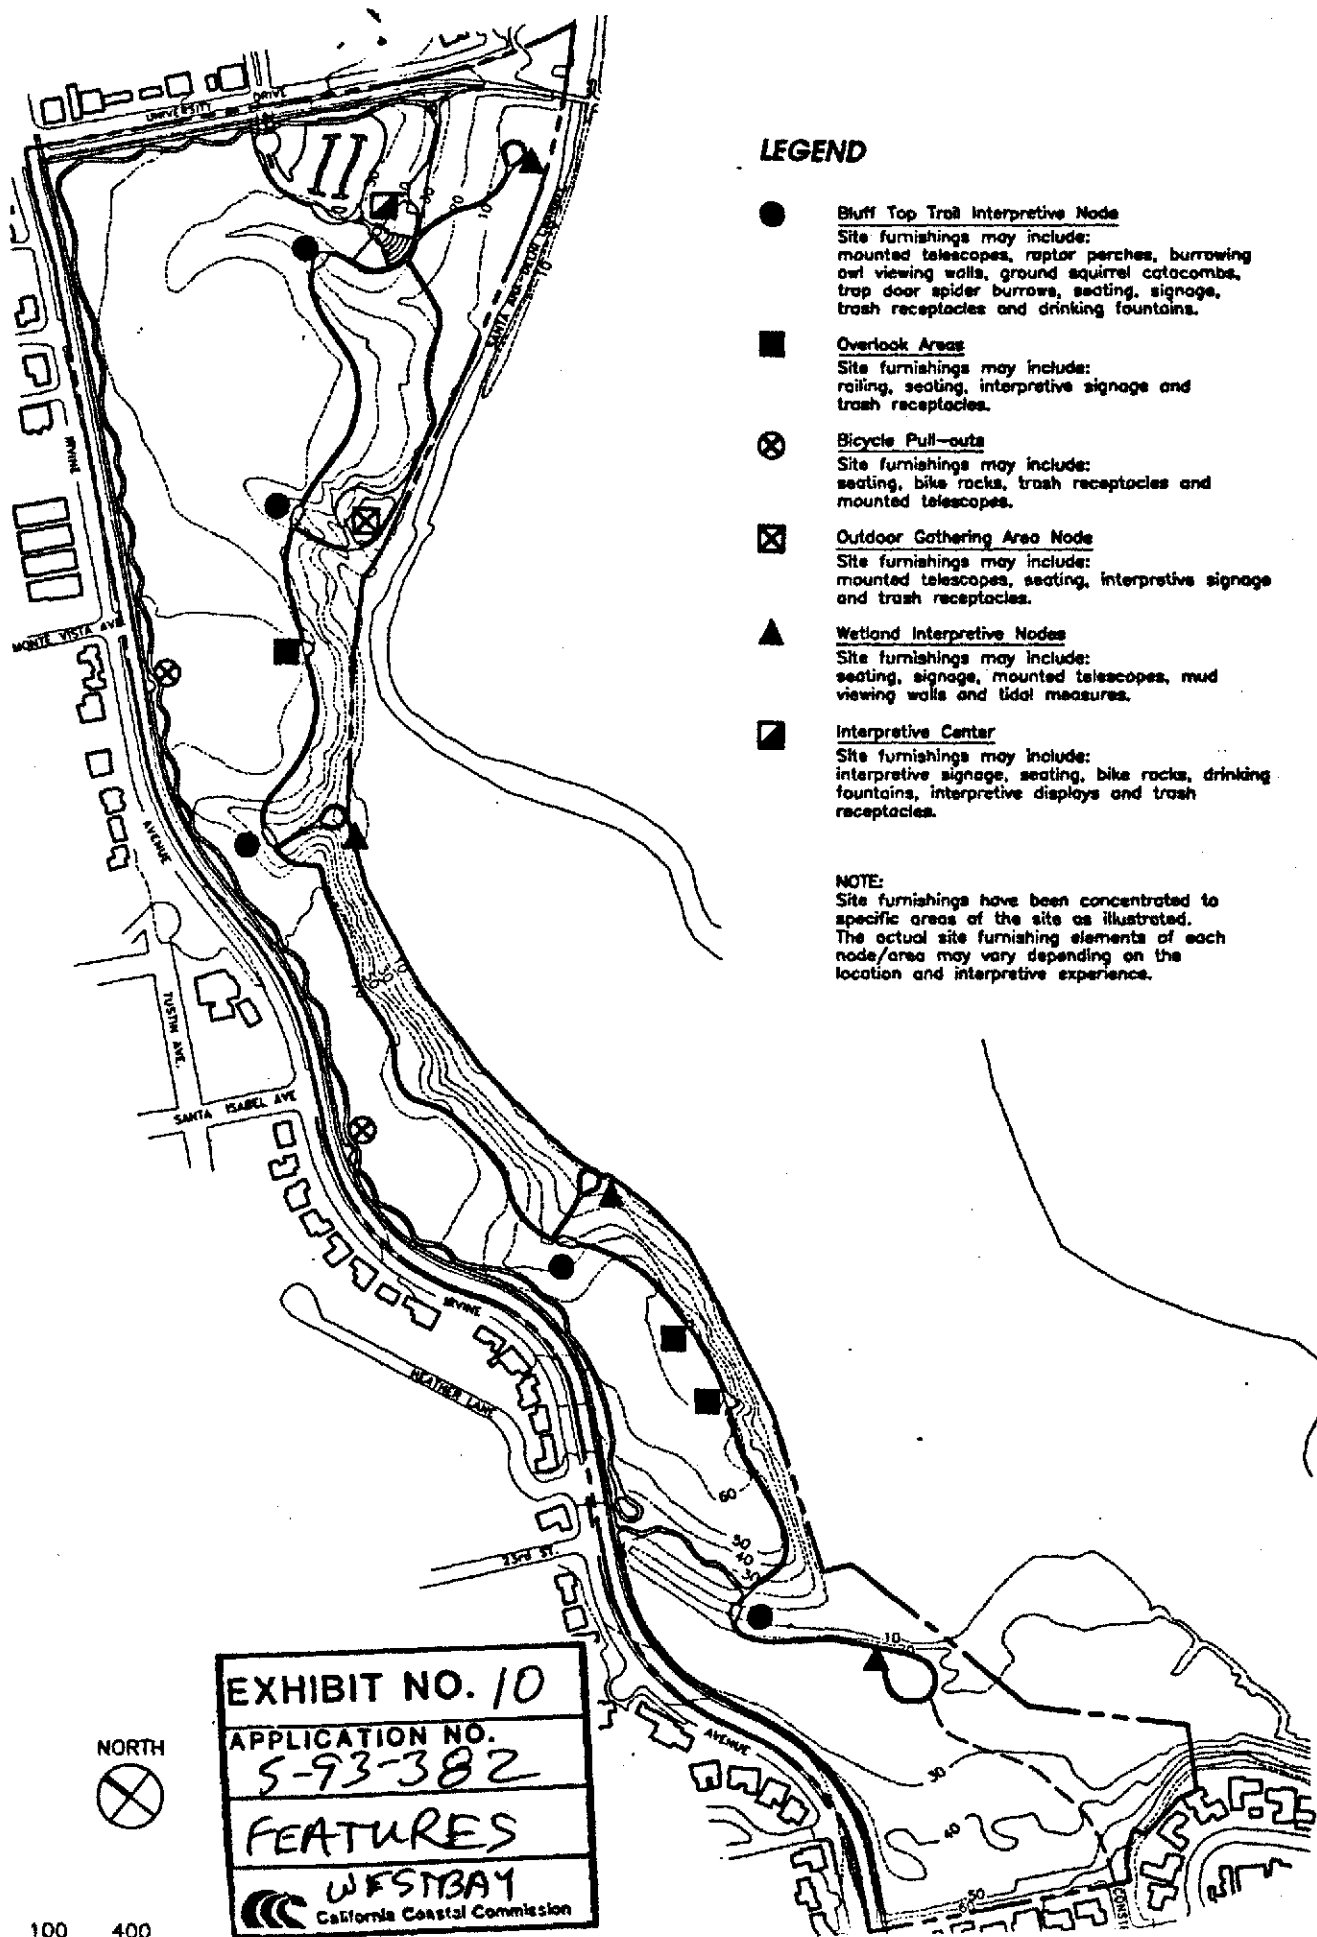 LEGEND
Bluff Top Trail Interpretive Node
Site furnishings may include:
mounted telescopes, raptor perches, burrowing
owl viewing walls, ground squirrel catacombs,
trap door spider burrows, seating, signage,
trash receptacles and drinking fountains.
Overlook Areas
Site furnishings may include:
railing, seating, interpretive signage and
trash receptacles.
Bicycle Pull-outs
Site furnishings may include:
seating, bike racks, trash receptacles and
mounted telescopes.
Outdoor Gathering Area Node
Site furnishings may include:
mounted telescopes, seating, interpretive signage
and trash receptacles.
Wetland Interpretive Nodes
Site furnishings may include:
seating, signage, mounted telescopes, mud
viewing walls and tidal measures.
Interpretive Center
Site furnishings may include:
interpretive signage, seating, bike racks, drinking
fountains, interpretive displays and trash
receptacles.
NOTE:
Site furnishings have been concentrated to
specific areas of the site as illustrated.
The actual site furnishing elements of each
node/area may vary depending on the
location and interpretive experience.
UNIVERSITY DRIVE
20
10
SANTA ANA-DELHI
10
IRVINE
MONTE VISTA AVE
AVENUE
10
30
TUSTIN AVE.
SANTA ISABEL AVE
IRVINE
HEATHER LANE
60
50
40
30
23rd ST.
10
AVENUE
30
40
50
60
EXHIBIT NO. 10
APPLICATION NO.
5-93-382
FEATURES
WESTBAY
California Coastal Commission
NORTH
100 400